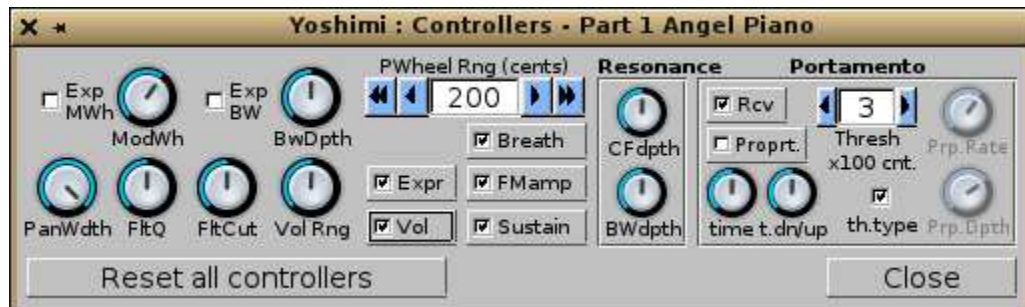 Yoshimi : Controllers - Part 1 Angel Piano
Exp
MWh
ModWh
Exp
BW
BwDpth
PWheel Rng (cents)
200
Breath
PanWdth
FltQ
FltCut
Vol Rng
Expr
FMamp
Vol
Sustain
Resonance
CFdpth
BWdpth
Portamento
Rcv
3
Thresh
x100 cnt.
Prp.Rate
Proprt.
time
t.dn/up
th.type
Prp.Dpth
Reset all controllers
Close